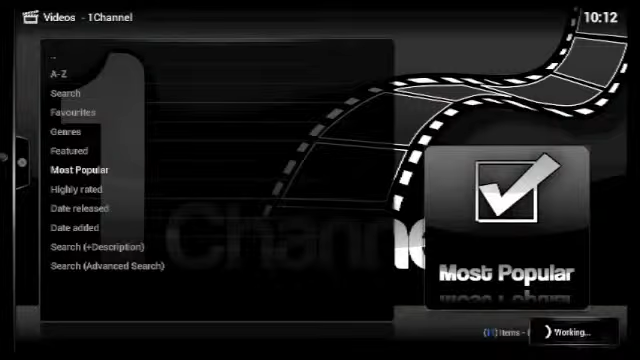 Videos - 1Channel
10:12
..
A-Z
Search
Favourites
Genres
Featured
Most Popular
Highly rated
Date released
Date added
Search (+Description)
Search (Advanced Search)
1Channel
Most Popular
Items -
Working...